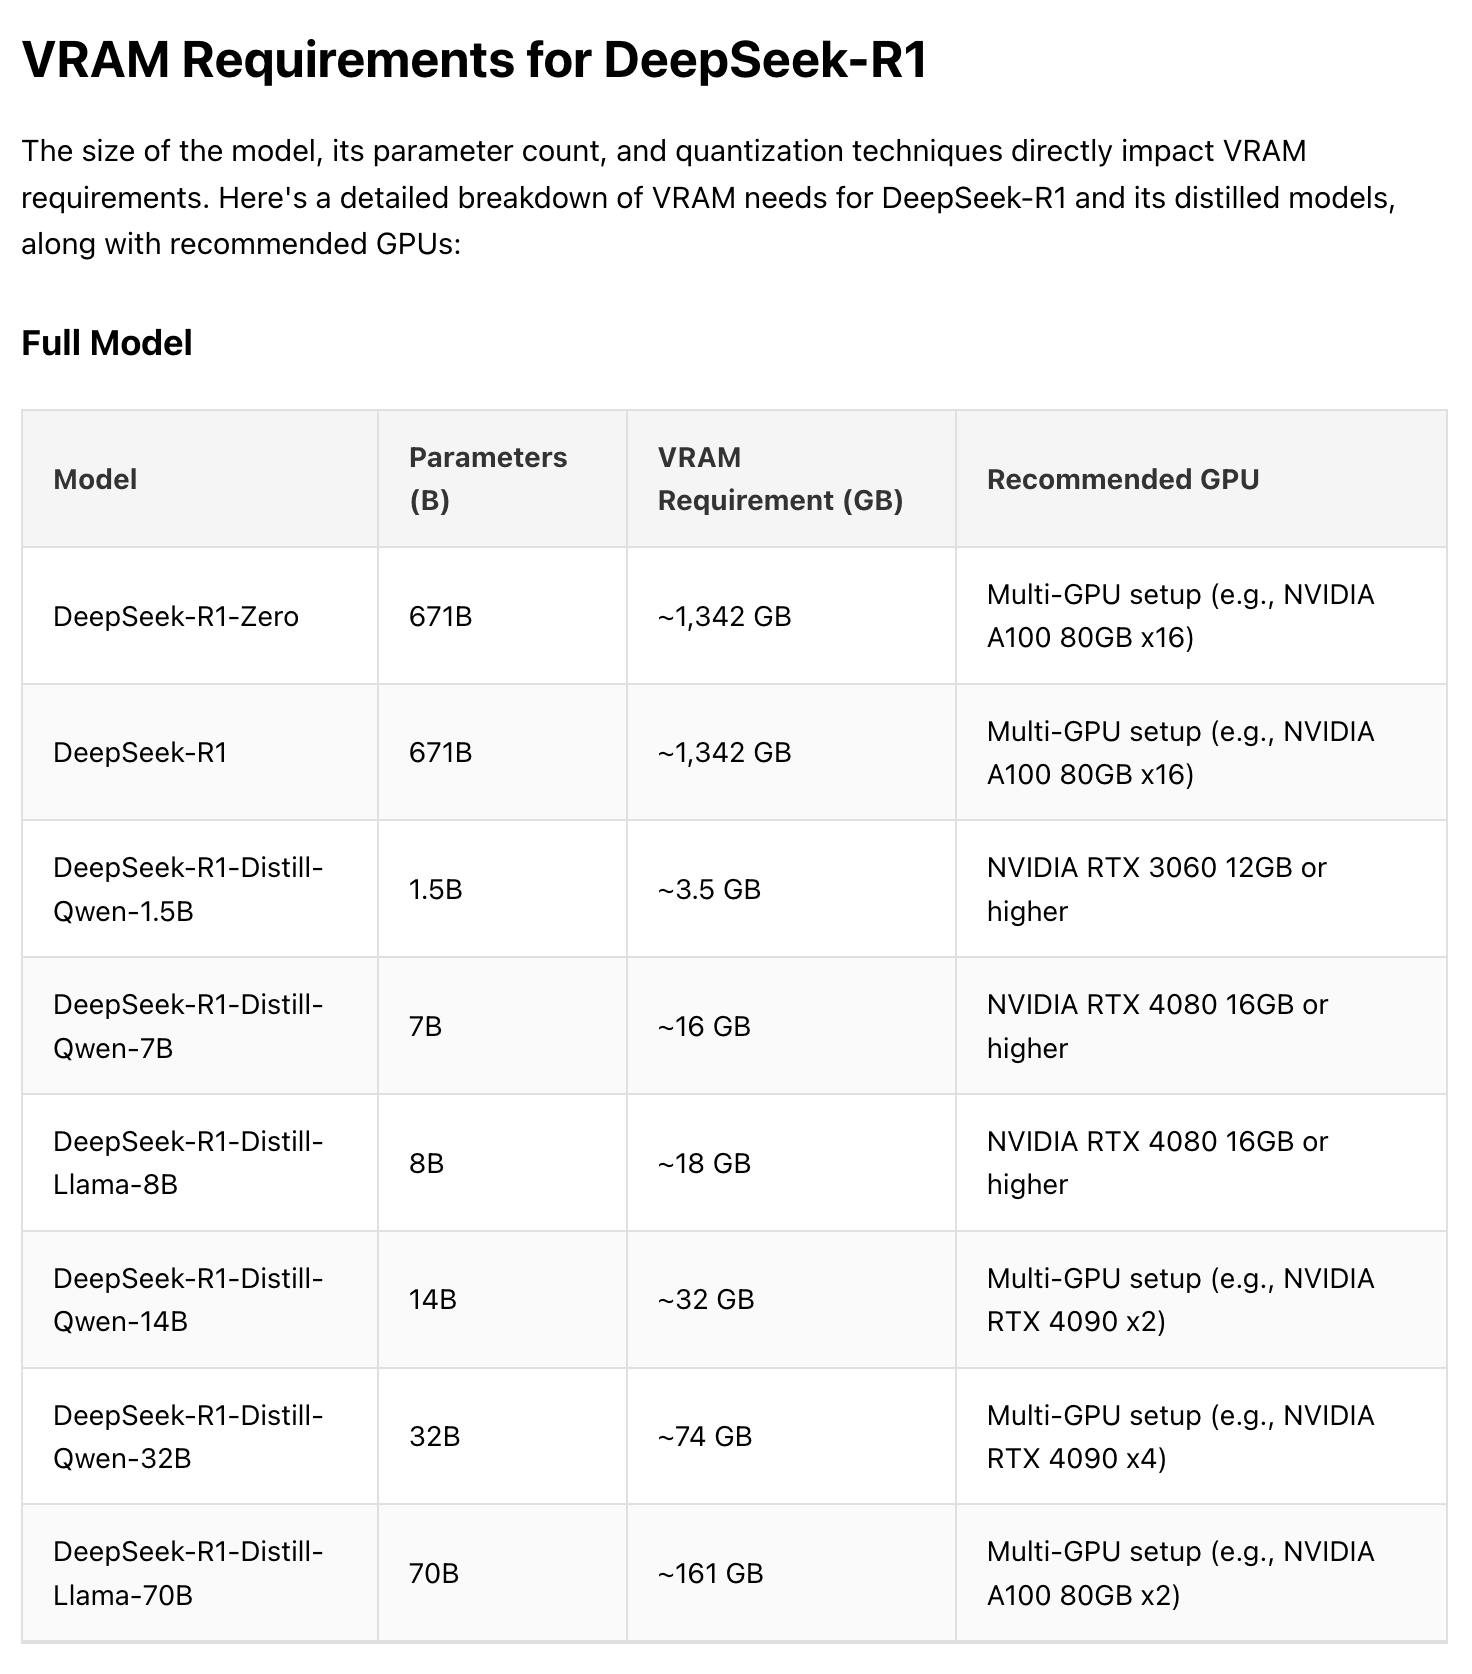 VRAM Requirements for DeepSeek-R1
The size of the model, its parameter count, and quantization techniques directly impact VRAM
requirements. Here's a detailed breakdown of VRAM needs for DeepSeek-R1 and its distilled models,
along with recommended GPUs:
Full Model
Model
Parameters
(B)
VRAM
Requirement (GB)
Recommended GPU
DeepSeek-R1-Zero
671B
~1,342 GB
Multi-GPU setup (e.g., NVIDIA
A100 80GB x16)
DeepSeek-R1
671B
~1,342 GB
Multi-GPU setup (e.g., NVIDIA
A100 80GB x16)
DeepSeek-R1-Distill-
Qwen-1.5B
1.5B
~3.5 GB
NVIDIA RTX 3060 12GB or
higher
DeepSeek-R1-Distill-
Qwen-7B
7B
~16 GB
NVIDIA RTX 4080 16GB or
higher
DeepSeek-R1-Distill-
Llama-8B
8B
~18 GB
NVIDIA RTX 4080 16GB or
higher
DeepSeek-R1-Distill-
Qwen-14B
14B
~32 GB
Multi-GPU setup (e.g., NVIDIA
RTX 4090 x2)
DeepSeek-R1-Distill-
Qwen-32B
32B
~74 GB
Multi-GPU setup (e.g., NVIDIA
RTX 4090 x4)
DeepSeek-R1-Distill-
Llama-70B
70B
~161 GB
Multi-GPU setup (e.g., NVIDIA
A100 80GB x2)